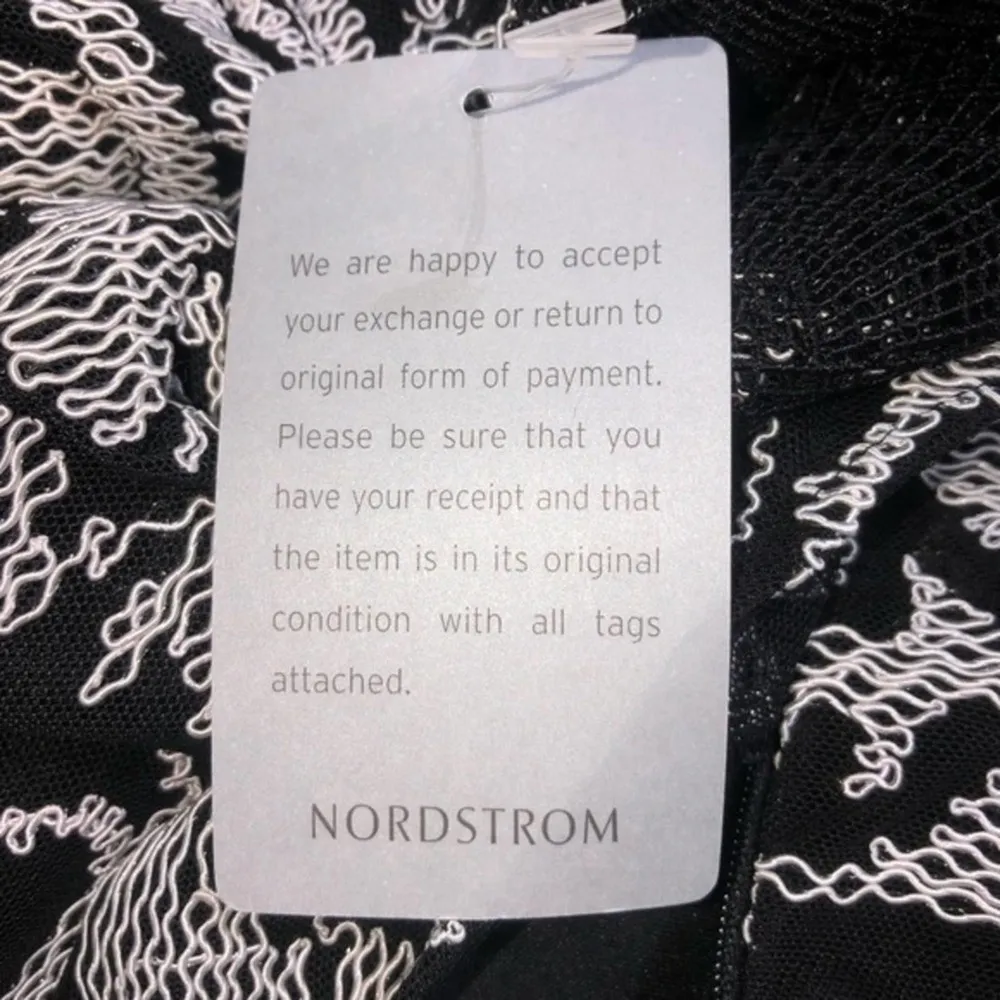 We are happy to accept
your exchange or return to
original form of payment.
Please be sure that you
have your receipt and that
the item is in its original
condition with all tags
attached.
NORDSTROM